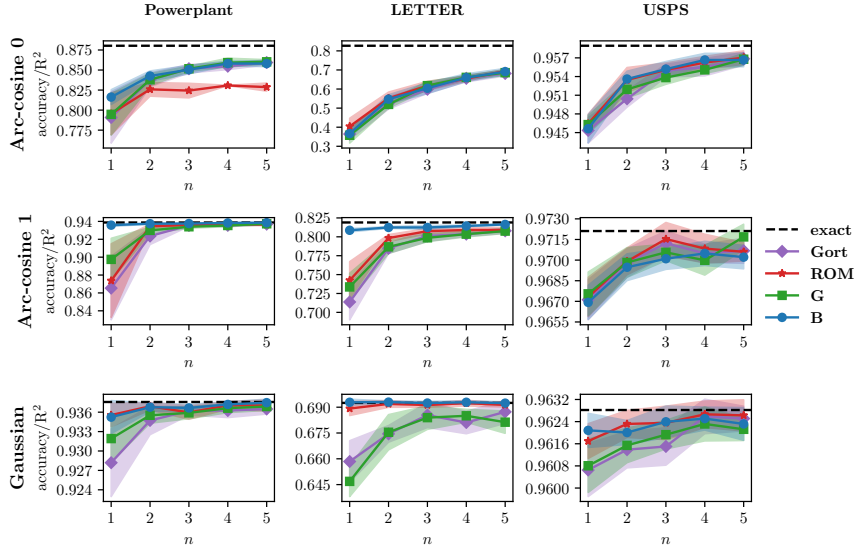 Powerplant LETTER USPS
Arc-cosine 0
accuracy/R²
0.875 0.850 0.825 0.800 0.775
1 2 3 4 5
n
0.8 0.7 0.6 0.5 0.4 0.3
1 2 3 4 5
n
0.957 0.954 0.951 0.948 0.945
1 2 3 4 5
n
Arc-cosine 1
accuracy/R²
0.94 0.92 0.90 0.88 0.86 0.84
1 2 3 4 5
n
0.825 0.800 0.775 0.750 0.725 0.700
1 2 3 4 5
n
0.9730 0.9715 0.9700 0.9685 0.9670 0.9655
1 2 3 4 5
n
exact
Gort
ROM
G
B
Gaussian
accuracy/R²
0.936 0.933 0.930 0.927 0.924
1 2 3 4 5
n
0.690 0.675 0.660 0.645
1 2 3 4 5
n
0.9632 0.9624 0.9616 0.9608 0.9600
1 2 3 4 5
n